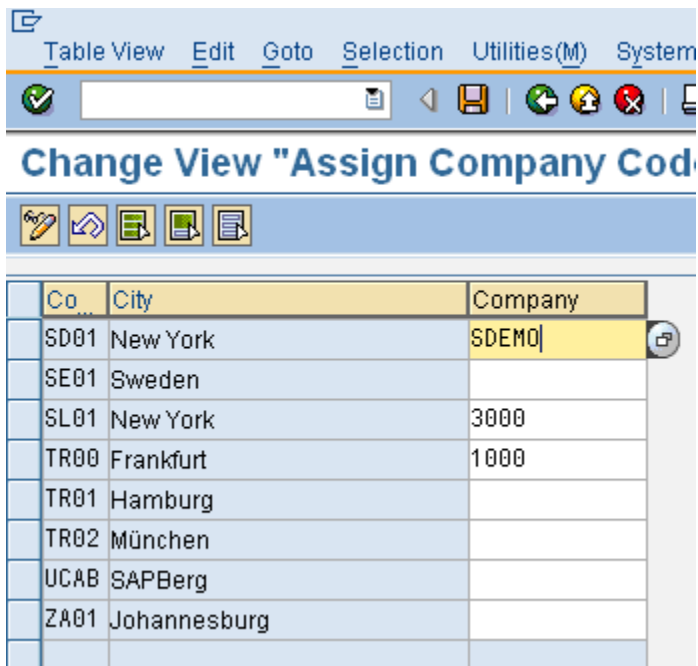 Table View Edit Goto Selection Utilities(M) System
Change View "Assign Company Code
Co... City Company
SD01 New York SDEMO
SE01 Sweden
SL01 New York 3000
TR00 Frankfurt 1000
TR01 Hamburg
TR02 München
UCAB SAPBerg
ZA01 Johannesburg